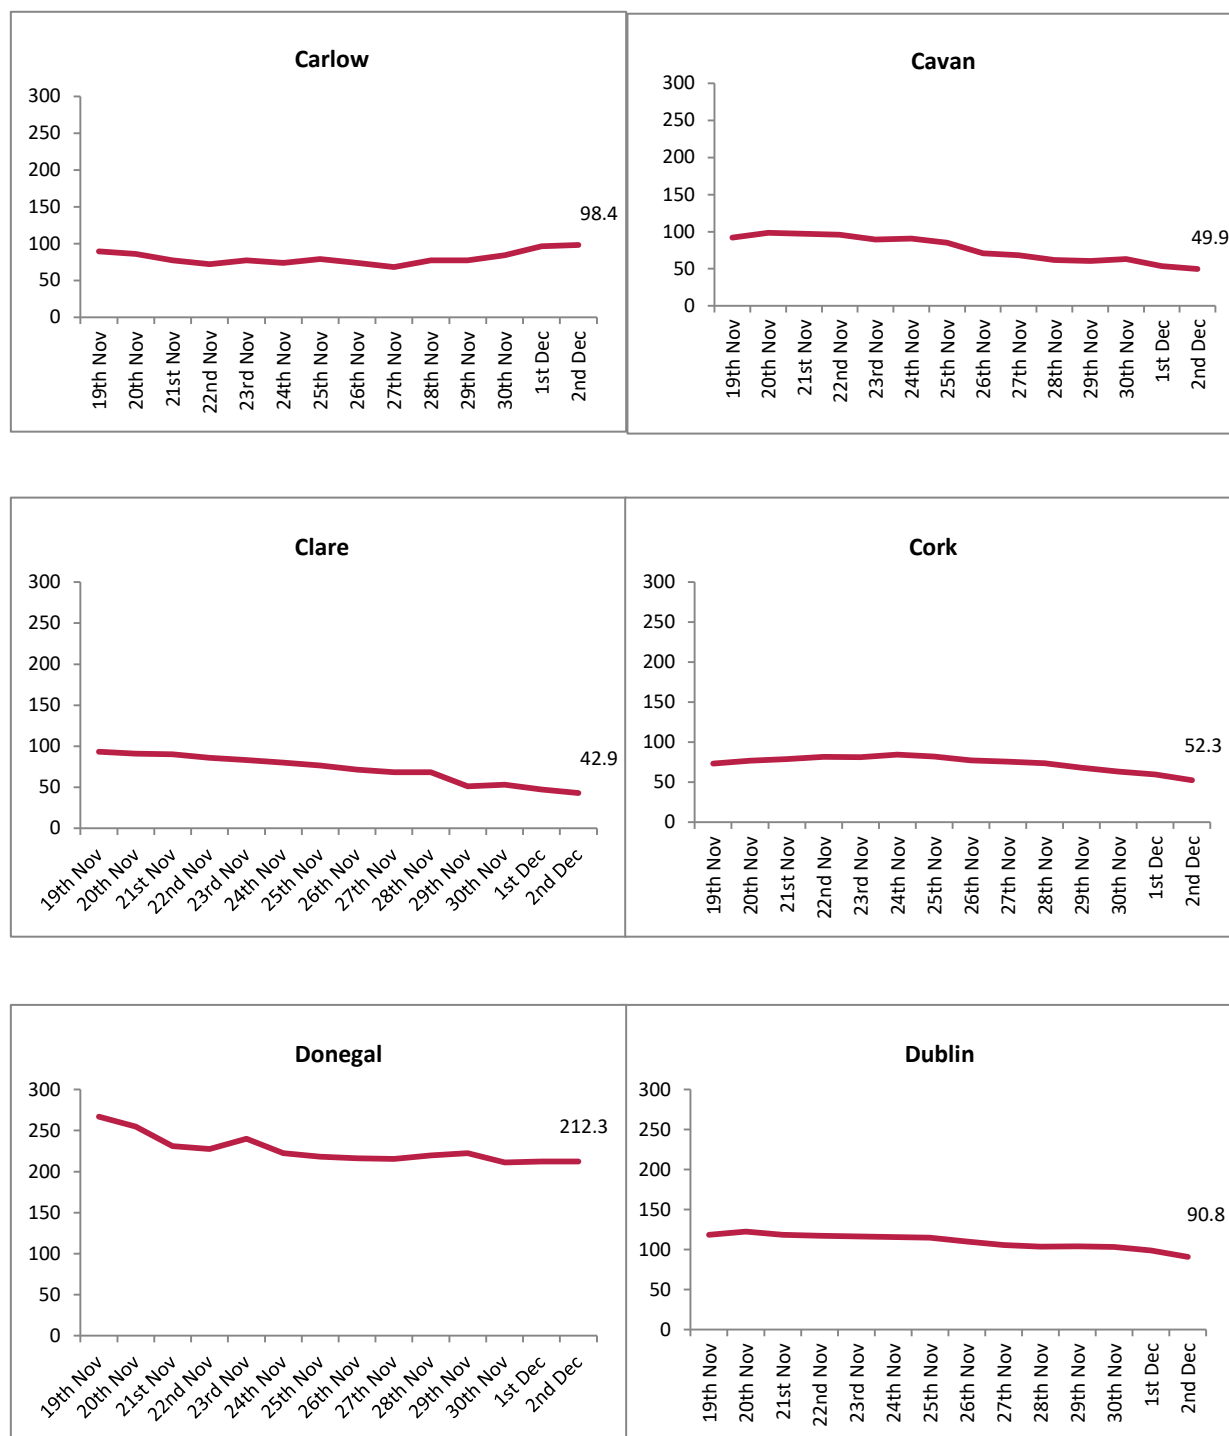 Carlow
300
250
200
150
100
50
0
98.4
19th Nov
20th Nov
21st Nov
22nd Nov
23rd Nov
24th Nov
25th Nov
26th Nov
27th Nov
28th Nov
29th Nov
30th Nov
1st Dec
2nd Dec
Cavan
300
250
200
150
100
50
0
49.9
19th Nov
20th Nov
21st Nov
22nd Nov
23rd Nov
24th Nov
25th Nov
26th Nov
27th Nov
28th Nov
29th Nov
30th Nov
1st Dec
2nd Dec
Clare
300
250
200
150
100
50
0
42.9
19th Nov
20th Nov
21st Nov
22nd Nov
23rd Nov
24th Nov
25th Nov
26th Nov
27th Nov
28th Nov
29th Nov
30th Nov
1st Dec
2nd Dec
Cork
300
250
200
150
100
50
0
52.3
19th Nov
20th Nov
21st Nov
22nd Nov
23rd Nov
24th Nov
25th Nov
26th Nov
27th Nov
28th Nov
29th Nov
30th Nov
1st Dec
2nd Dec
Donegal
300
250
200
150
100
50
0
212.3
19th Nov
20th Nov
21st Nov
22nd Nov
23rd Nov
24th Nov
25th Nov
26th Nov
27th Nov
28th Nov
29th Nov
30th Nov
1st Dec
2nd Dec
Dublin
300
250
200
150
100
50
0
90.8
19th Nov
20th Nov
21st Nov
22nd Nov
23rd Nov
24th Nov
25th Nov
26th Nov
27th Nov
28th Nov
29th Nov
30th Nov
1st Dec
2nd Dec